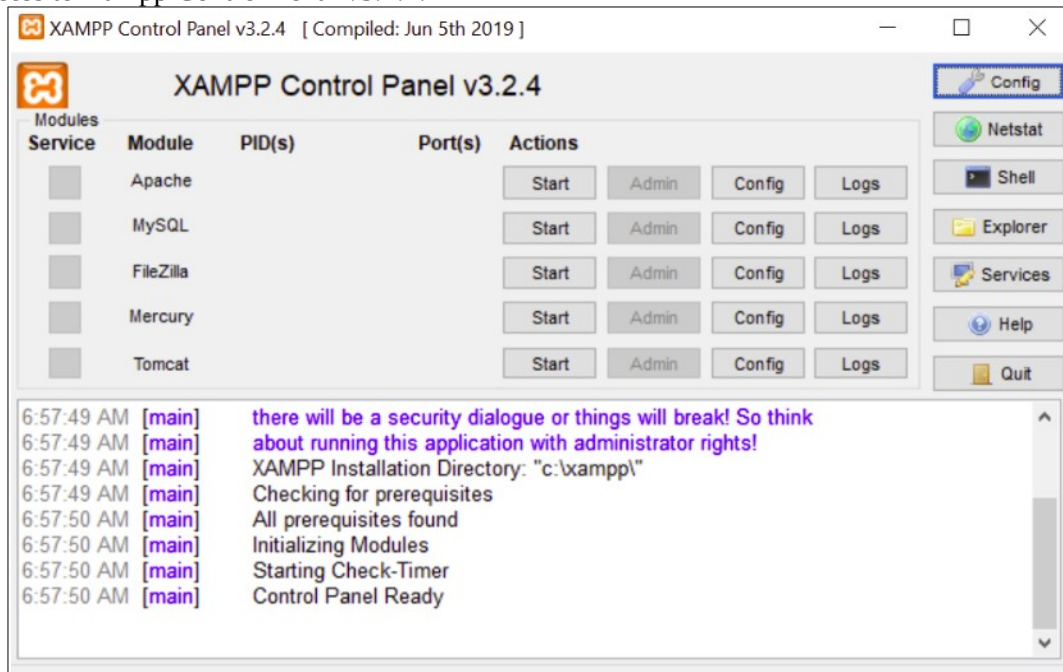 XAMPP Control Panel v3.2.4 [ Compiled: Jun 5th 2019 ]
XAMPP Control Panel v3.2.4
Config
Modules
Service Module PID(s) Port(s) Actions
Netstat
Apache Start Admin Config Logs
Shell
MySQL Start Admin Config Logs
Explorer
FileZilla Start Admin Config Logs
Services
Mercury Start Admin Config Logs
Help
Tomcat Start Admin Config Logs
Quit
6:57:49 AM [main] there will be a security dialogue or things will break! So think
6:57:49 AM [main] about running this application with administrator rights!
6:57:49 AM [main] XAMPP Installation Directory: "c:\xampp\"
6:57:49 AM [main] Checking for prerequisites
6:57:50 AM [main] All prerequisites found
6:57:50 AM [main] Initializing Modules
6:57:50 AM [main] Starting Check-Timer
6:57:50 AM [main] Control Panel Ready